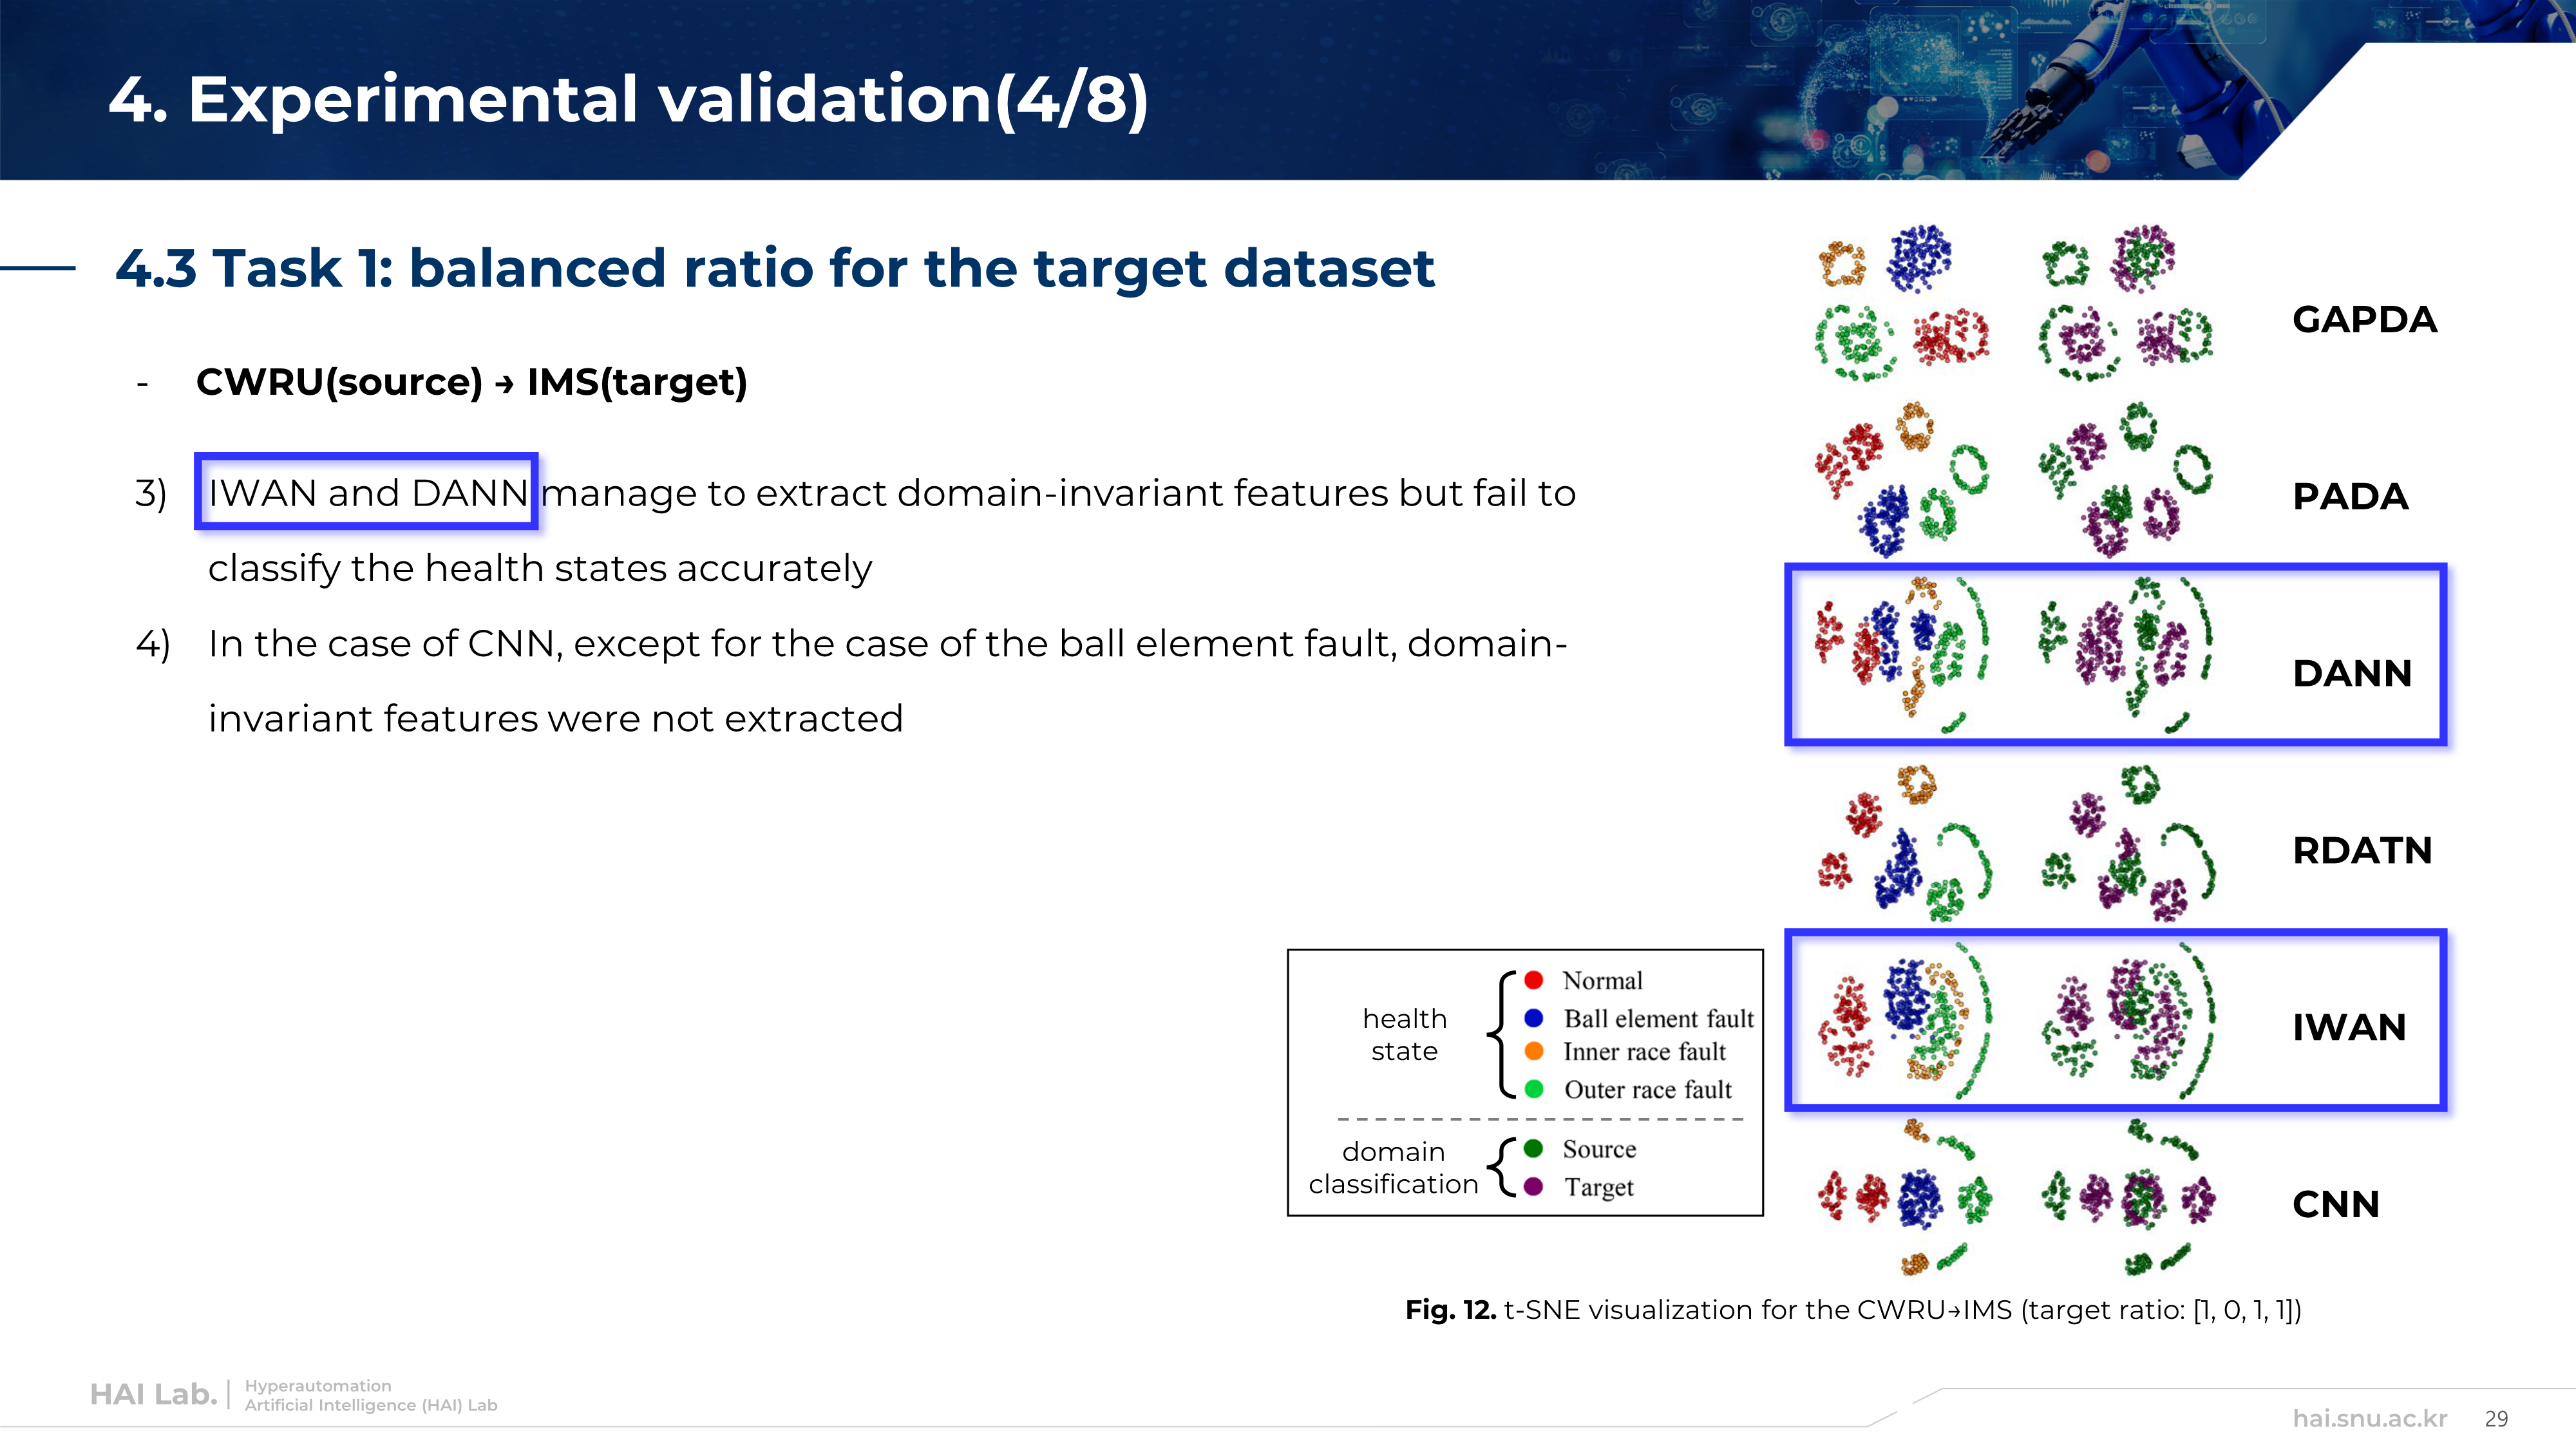 4. Experimental validation(4/8)
4.3 Task 1: balanced ratio for the target dataset
- CWRU(source) → IMS(target)
3) IWAN and DANN manage to extract domain-invariant features but fail to
classify the health states accurately
4) In the case of CNN, except for the case of the ball element fault, domain-
invariant features were not extracted
GAPDA
PADA
DANN
RDATN
IWAN
CNN
health
state
Normal
Ball element fault
Inner race fault
Outer race fault
domain
classification
Source
Target
Fig. 12. t-SNE visualization for the CWRU→IMS (target ratio: [1, 0, 1, 1])
HAI Lab.
Hyperautomation
Artificial Intelligence (HAI) Lab
hai.snu.ac.kr
29